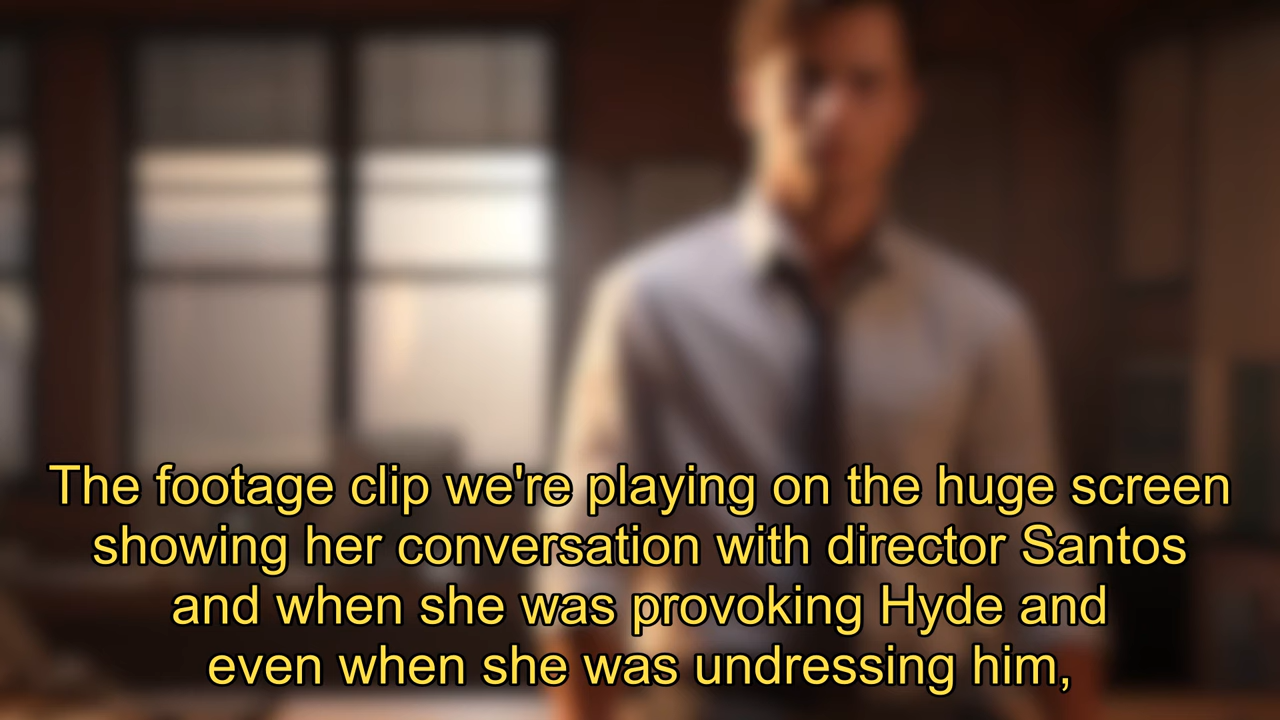 The footage clip we're playing on the huge screen
showing her conversation with director Santos
and when she was provoking Hyde and
even when she was undressing him,